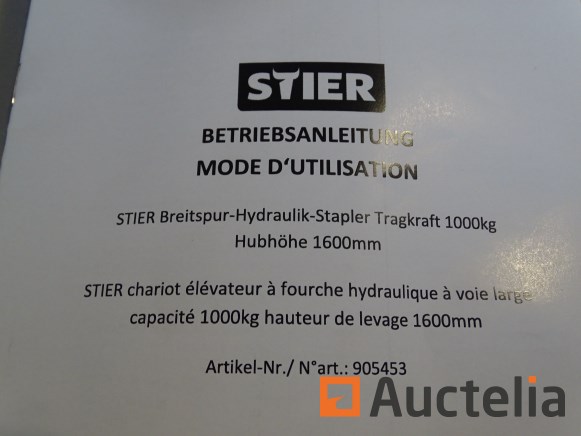 STIER
BETRIEBSANLEITUNG
MODE D'UTILISATION
STIER Breitspur-Hydraulik-Stapler Tragkraft 1000kg
Hubhöhe 1600mm
STIER chariot élévateur à fourche hydraulique à voie large
capacité 1000kg hauteur de levage 1600mm
Artikel-Nr./ N°art.: 905453
Auctelia